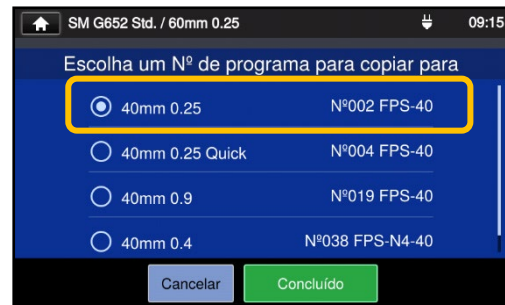 SM G652 Std. / 60mm 0.25 09:15
Escolha um Nº de programa para copiar para
40mm 0.25 Nº002 FPS-40
40mm 0.25 Quick Nº004 FPS-40
40mm 0.9 Nº019 FPS-40
40mm 0.4 Nº038 FPS-N4-40
Cancelar Concluído